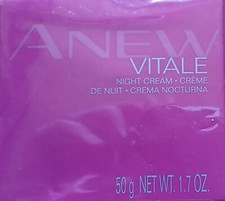 ANEW
VITALE
NIGHT CREAM • CRÈME
DE NUIT • CREMA NOCTURNA
50 g NET WT. 1.7 OZ.